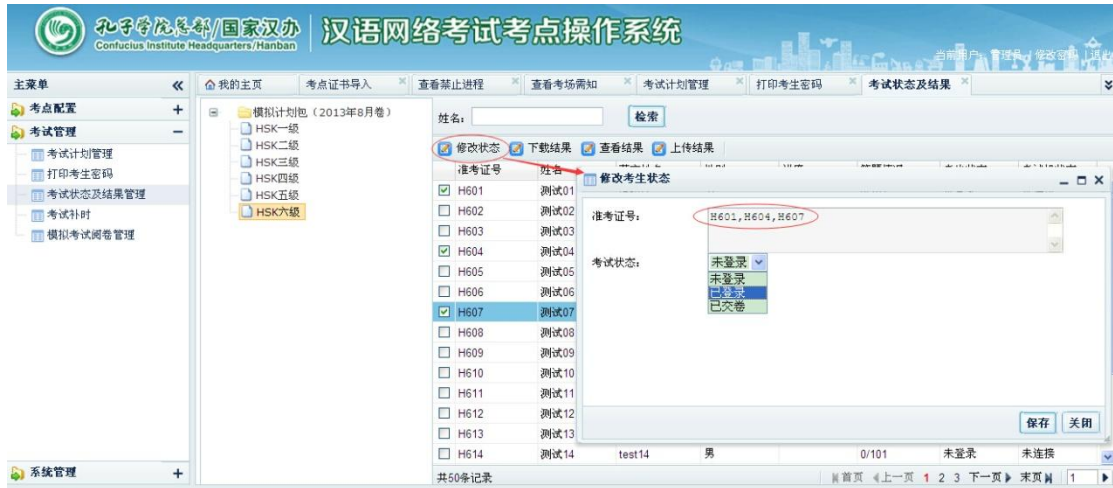 孔子学院总部/国家汉办
Confucius Institute Headquarters/Hanban
汉语网络考试考点操作系统
当前用户：管理员 | 修改密码 | 退出
主菜单
我的主页 考点证书导入 查看禁止进程 查看考场需知 考试计划管理 打印考生密码 考试状态及结果
考点配置
考试管理
考试计划管理
打印考生密码
考试状态及结果管理
考试补时
模拟考试阅卷管理
系统管理
模拟计划包（2013年8月卷）
HSK一级
HSK二级
HSK三级
HSK四级
HSK五级
HSK六级
姓名： 检索
修改状态 下载结果 查看结果 上传结果
准考证号 姓名
H601 测试01
H602 测试02
H603 测试03
H604 测试04
H605 测试05
H606 测试06
H607 测试07
H608 测试08
H609 测试09
H610 测试10
H611 测试11
H612 测试12
H613 测试13
H614 测试14 test14 男 0/101 未登录 未连接
修改考生状态
准考证号： H601,H604,H607
考试状态： 未登录
未登录
已登录
已交卷
保存 关闭
共50条记录 首页 上一页 1 2 3 下一页 末页 1